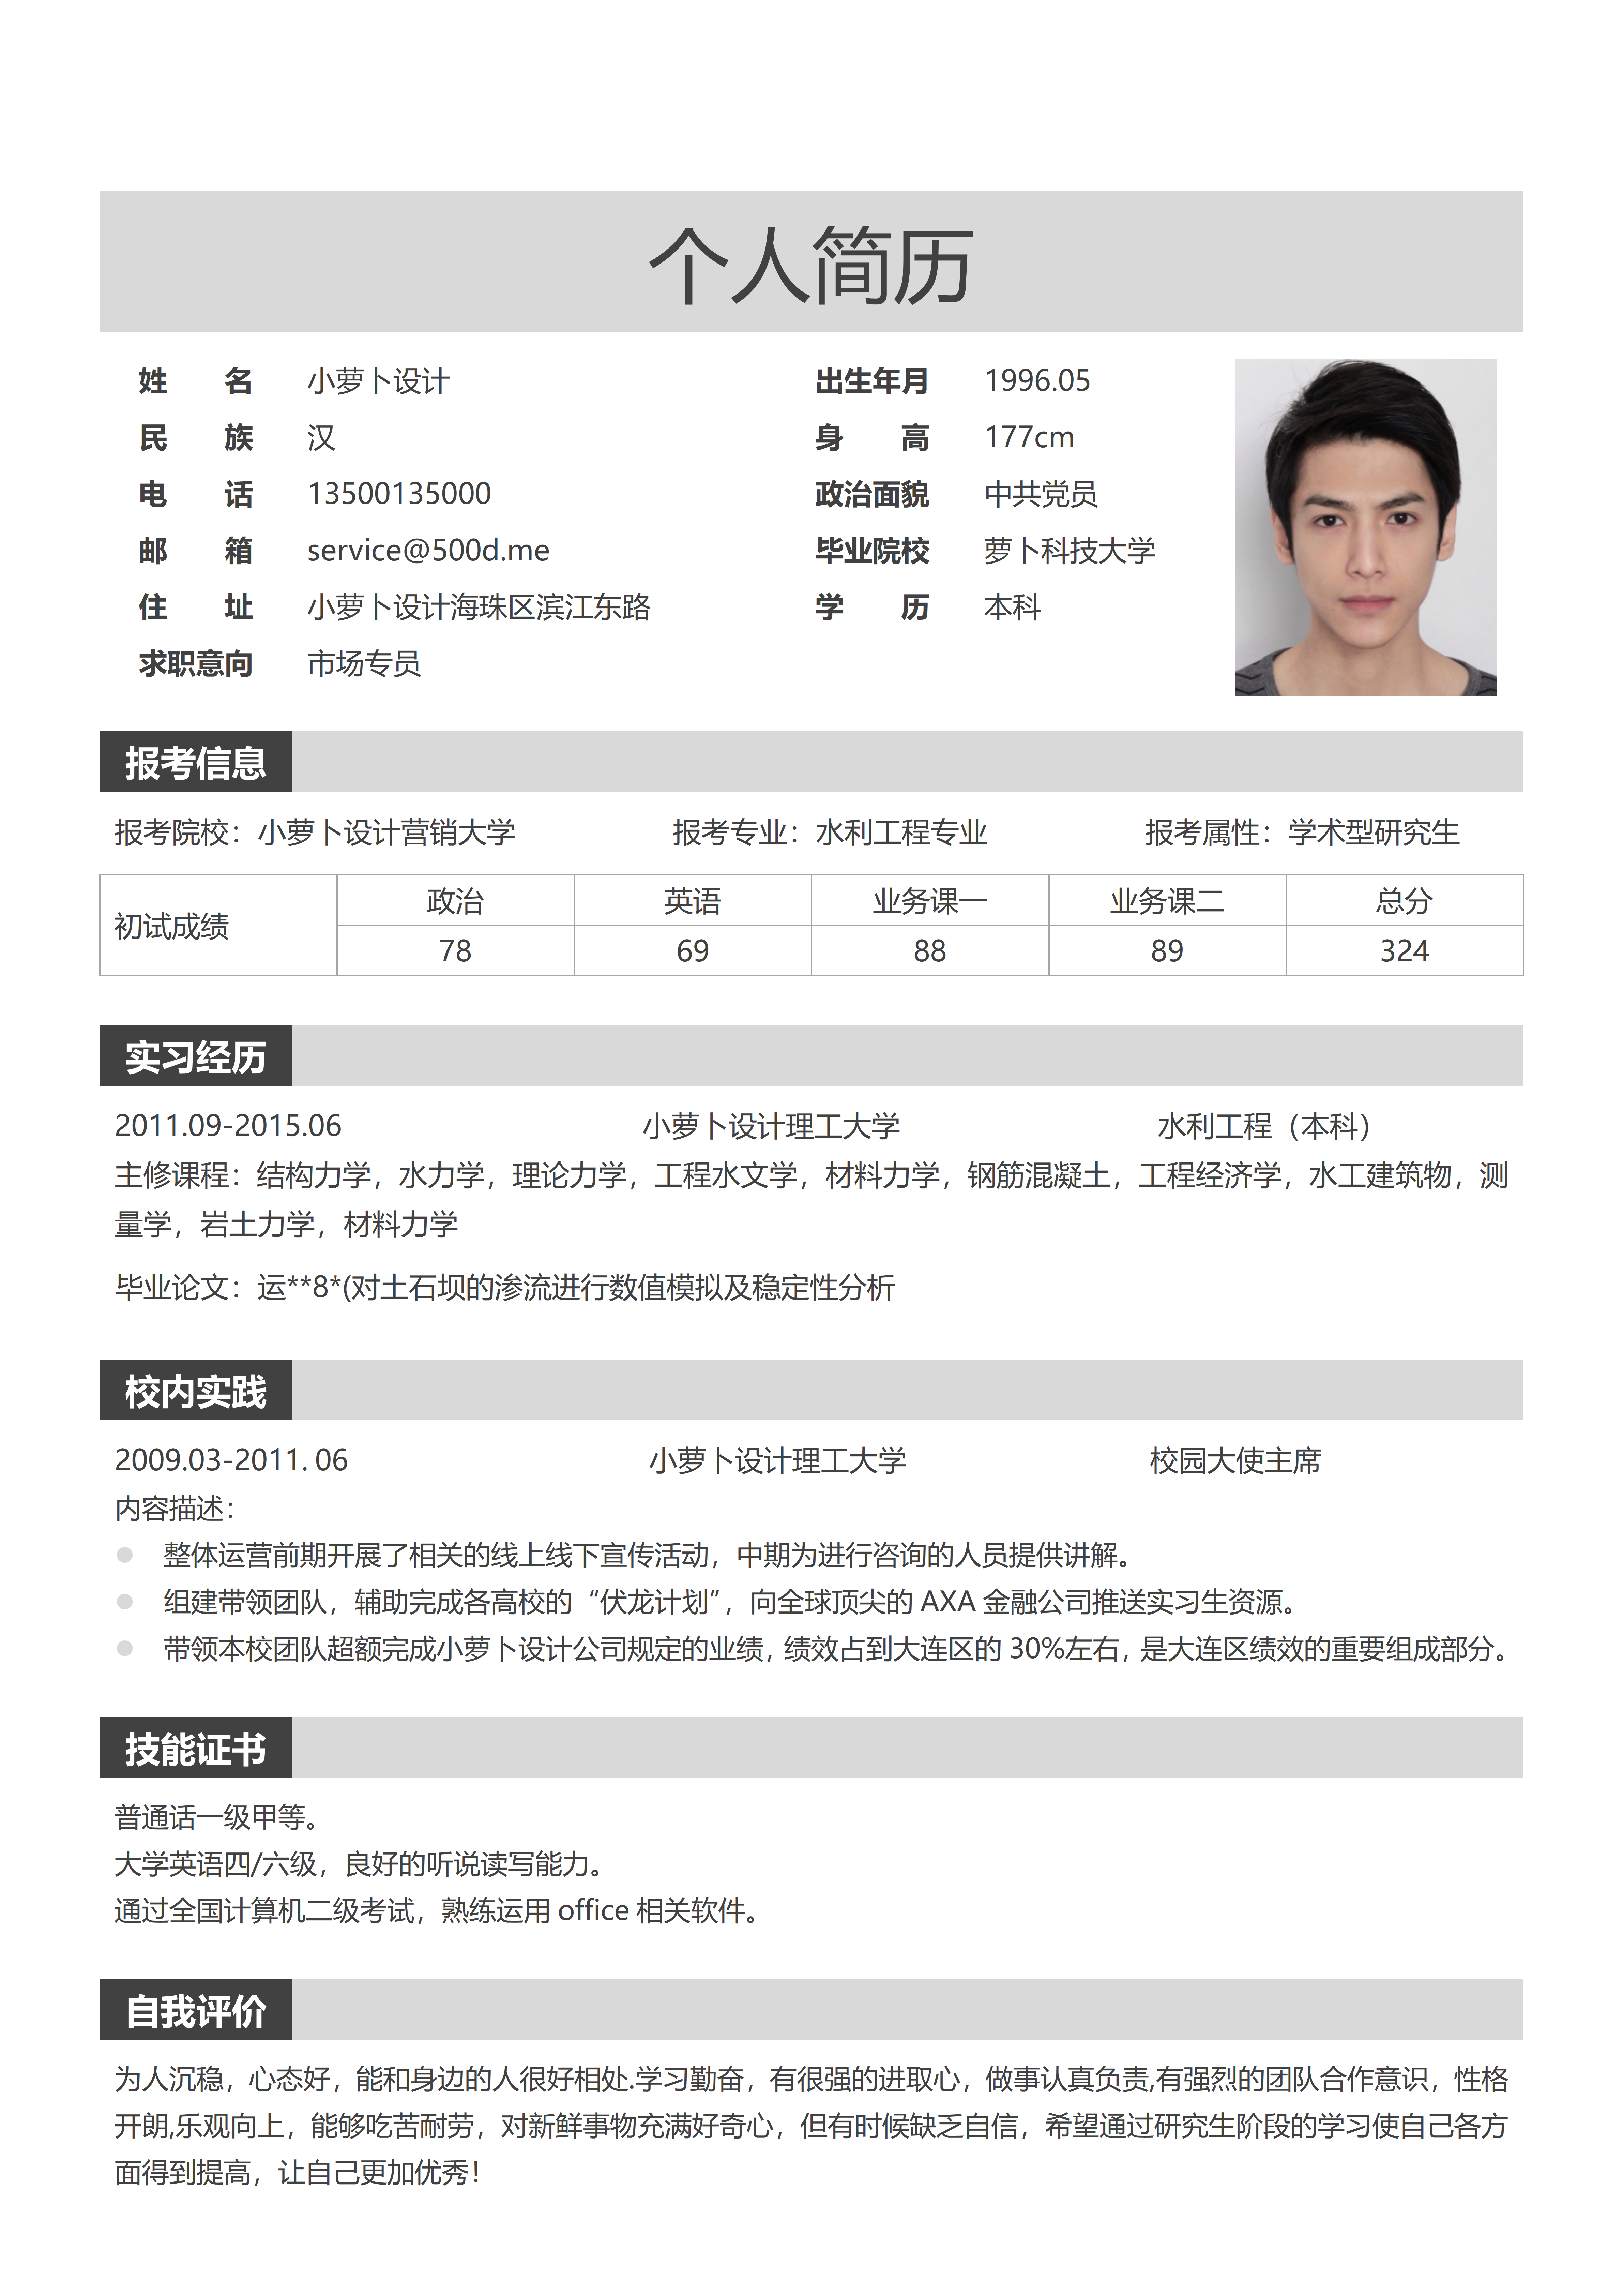 个人简历
姓 名 小萝卜设计 出生年月 1996.05
民 族 汉 身 高 177cm
电 话 13500135000 政治面貌 中共党员
邮 箱 service@500d.me 毕业院校 萝卜科技大学
住 址 小萝卜设计海珠区滨江东路 学 历 本科
求职意向 市场专员
报考信息
报考院校：小萝卜设计营销大学 报考专业：水利工程专业 报考属性：学术型研究生
初试成绩 政治 英语 业务课一 业务课二 总分
78 69 88 89 324
实习经历
2011.09-2015.06 小萝卜设计理工大学 水利工程（本科）
主修课程：结构力学，水力学，理论力学，工程水文学，材料力学，钢筋混凝土，工程经济学，水工建筑物，测
量学，岩土力学，材料力学
毕业论文：运**8*(对土石坝的渗流进行数值模拟及稳定性分析
校内实践
2009.03-2011. 06 小萝卜设计理工大学 校园大使主席
内容描述：
整体运营前期开展了相关的线上线下宣传活动，中期为进行咨询的人员提供讲解。
组建带领团队，辅助完成各高校的“伏龙计划”，向全球顶尖的 AXA 金融公司推送实习生资源。
带领本校团队超额完成小萝卜设计公司规定的业绩，绩效占到大连区的 30%左右，是大连区绩效的重要组成部分。
技能证书
普通话一级甲等。
大学英语四/六级，良好的听说读写能力。
通过全国计算机二级考试，熟练运用 office 相关软件。
自我评价
为人沉稳，心态好，能和身边的人很好相处.学习勤奋，有很强的进取心，做事认真负责,有强烈的团队合作意识，性格
开朗,乐观向上，能够吃苦耐劳，对新鲜事物充满好奇心，但有时候缺乏自信，希望通过研究生阶段的学习使自己各方
面得到提高，让自己更加优秀！